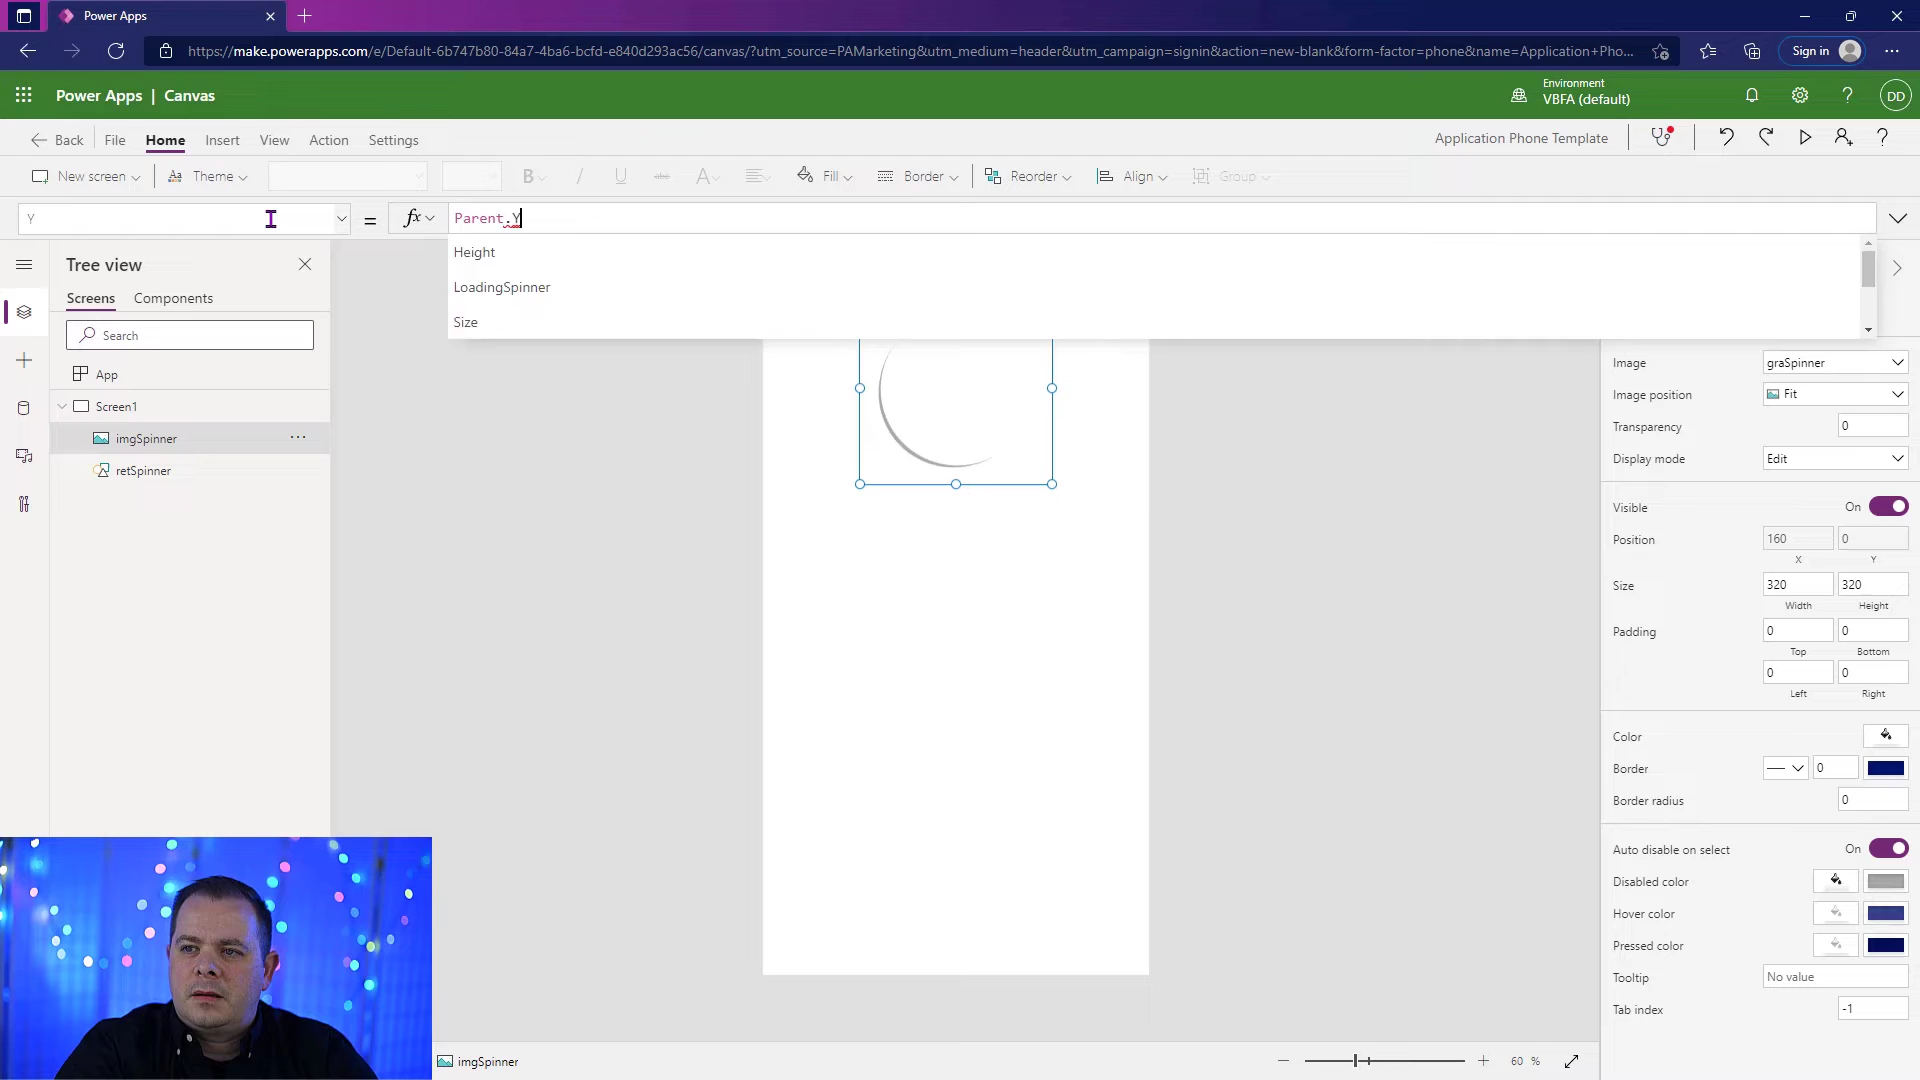 Power Apps
https://make.powerapps.com/e/Default-6b747b80-84a7-4ba6-bcfd-e840d293ac56/canvas/?utm_source=PAMarketing&utm_medium=header&utm_campaign=signin&action=new-blank&form-factor=phone&name=Application+Pho...
Sign in
Power Apps | Canvas
Environment
VBFA (default)
DD
Back File Home Insert View Action Settings
Application Phone Template
New screen Theme B / U abc A Fill Border Reorder Align Group
Y = fx Parent.Y
Height
LoadingSpinner
Size
Tree view
Screens Components
Search
App
Screen1
imgSpinner
retSpinner
Image graSpinner
Image position Fit
Transparency 0
Display mode Edit
Visible On
Position 160 0
X Y
Size 320 320
Width Height
Padding 0 0
Top Bottom
0 0
Left Right
Color
Border 0
Border radius 0
Auto disable on select On
Disabled color
Hover color
Pressed color
Tooltip No value
Tab index -1
imgSpinner
60 %